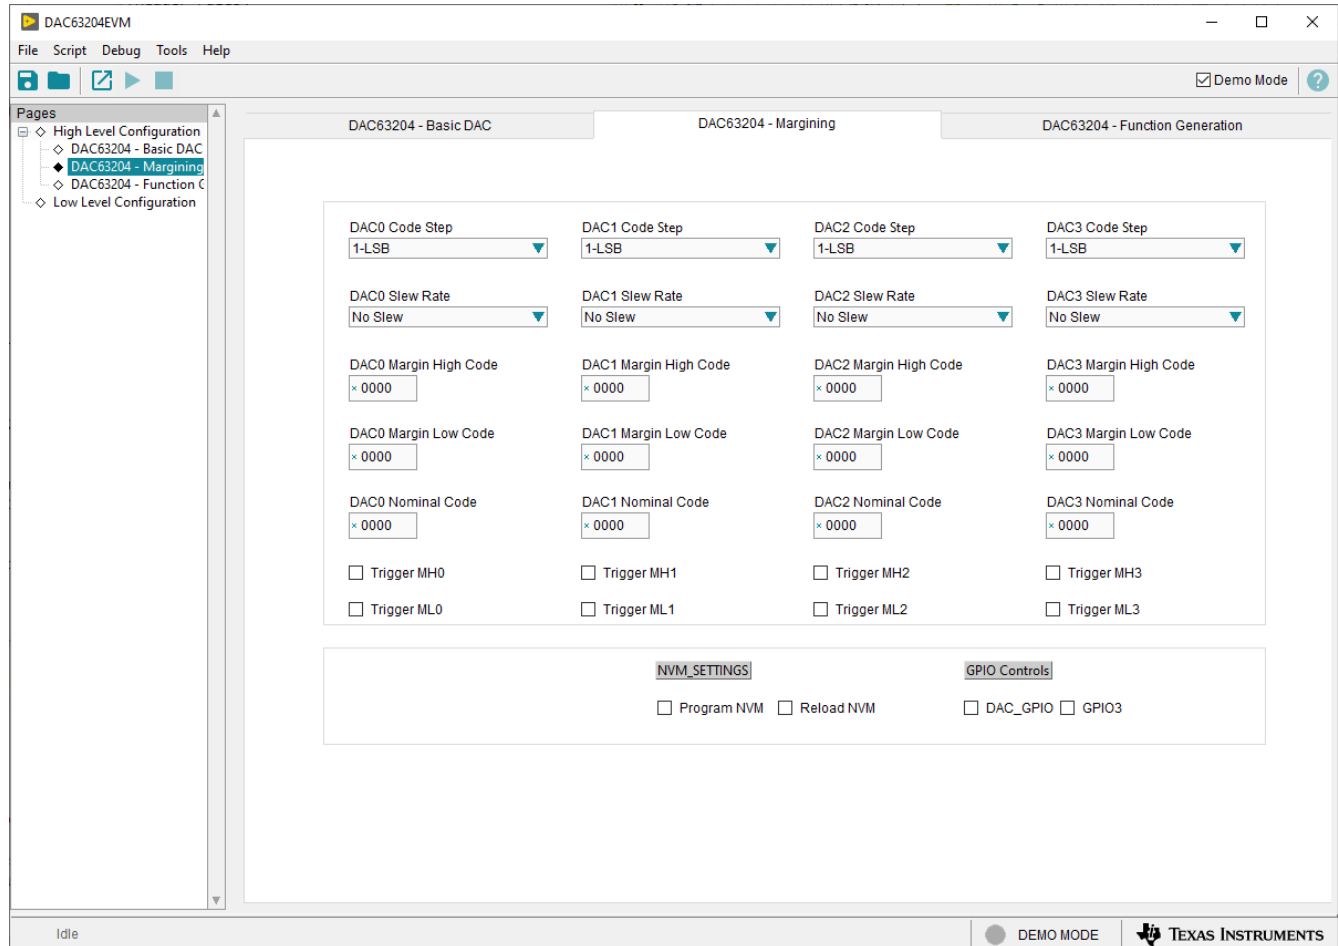 DAC63204EVM
File Script Debug Tools Help
Demo Mode
Pages
High Level Configuration
DAC63204 - Basic DAC
DAC63204 - Margining
DAC63204 - Function G
Low Level Configuration
DAC63204 - Basic DAC DAC63204 - Margining DAC63204 - Function Generation
DAC0 Code Step DAC1 Code Step DAC2 Code Step DAC3 Code Step
1-LSB 1-LSB 1-LSB 1-LSB
DAC0 Slew Rate DAC1 Slew Rate DAC2 Slew Rate DAC3 Slew Rate
No Slew No Slew No Slew No Slew
DAC0 Margin High Code DAC1 Margin High Code DAC2 Margin High Code DAC3 Margin High Code
× 0000 × 0000 × 0000 × 0000
DAC0 Margin Low Code DAC1 Margin Low Code DAC2 Margin Low Code DAC3 Margin Low Code
× 0000 × 0000 × 0000 × 0000
DAC0 Nominal Code DAC1 Nominal Code DAC2 Nominal Code DAC3 Nominal Code
× 0000 × 0000 × 0000 × 0000
Trigger MH0 Trigger MH1 Trigger MH2 Trigger MH3
Trigger ML0 Trigger ML1 Trigger ML2 Trigger ML3
NVM_SETTINGS GPIO Controls
Program NVM Reload NVM DAC_GPIO GPIO3
Idle DEMO MODE TEXAS INSTRUMENTS